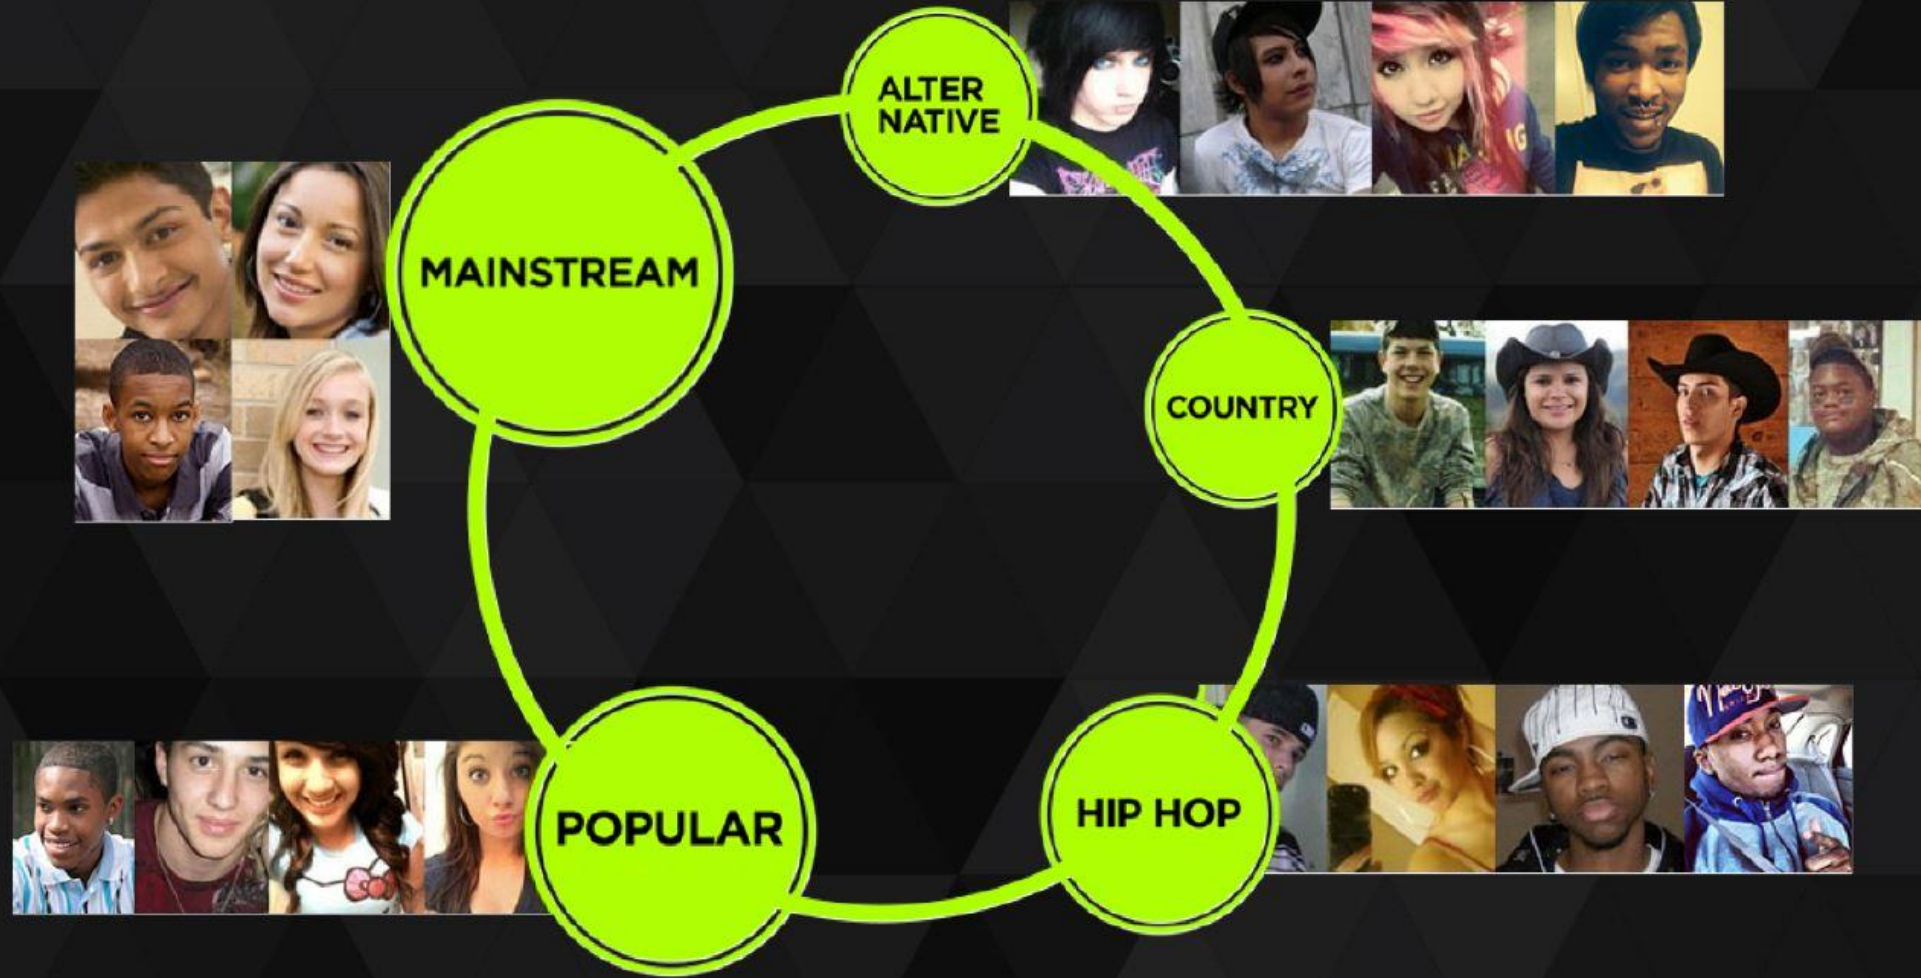 ALTER
NATIVE
MAINSTREAM
COUNTRY
HIP HOP
POPULAR